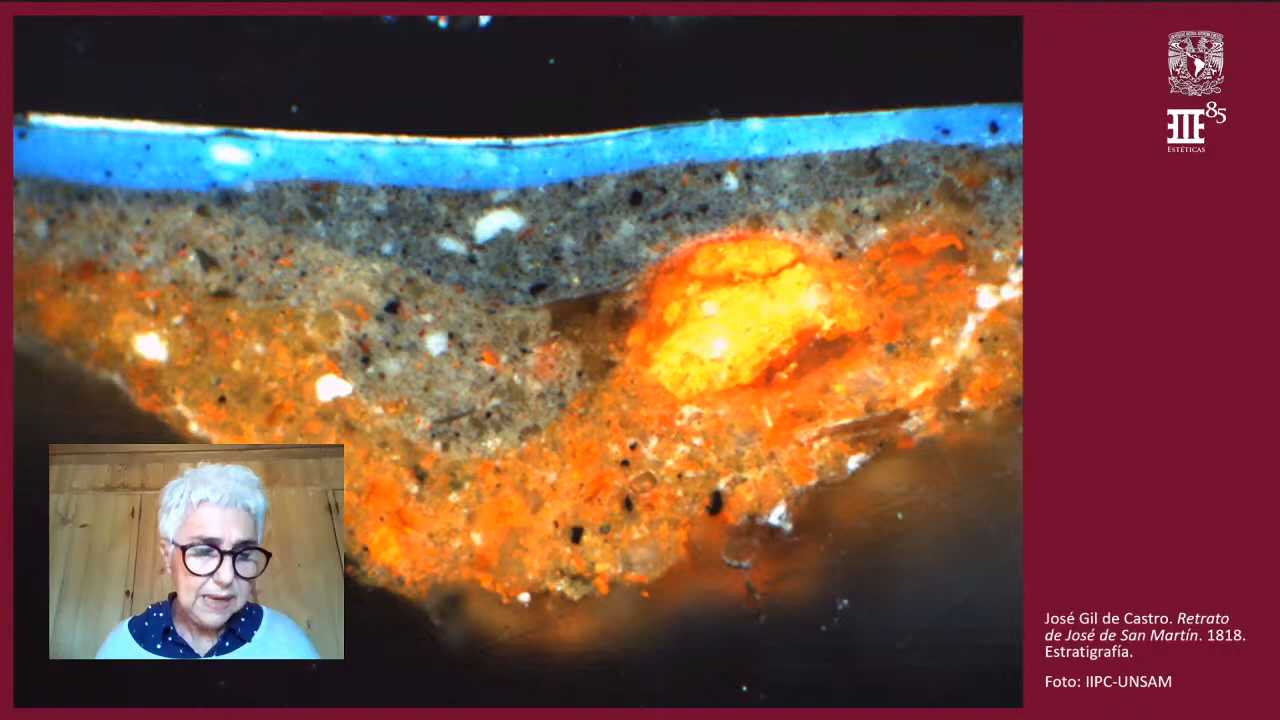 85
ESTÉTICAS
José Gil de Castro. Retrato
de José de San Martín. 1818.
Estratigrafía.
Foto: IIPC-UNSAM